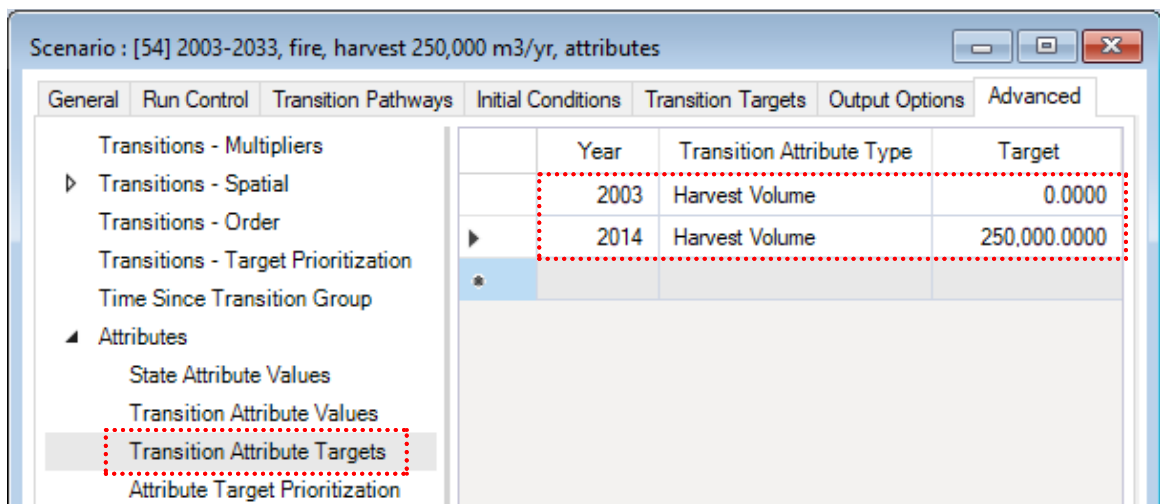 Scenario : [54] 2003-2033, fire, harvest 250,000 m3/yr, attributes
General Run Control Transition Pathways Initial Conditions Transition Targets Output Options Advanced
Transitions - Multipliers
Transitions - Spatial
Transitions - Order
Transitions - Target Prioritization
Time Since Transition Group
Attributes
State Attribute Values
Transition Attribute Values
Transition Attribute Targets
Attribute Target Prioritization
Year Transition Attribute Type Target
2003 Harvest Volume 0.0000
2014 Harvest Volume 250,000.0000